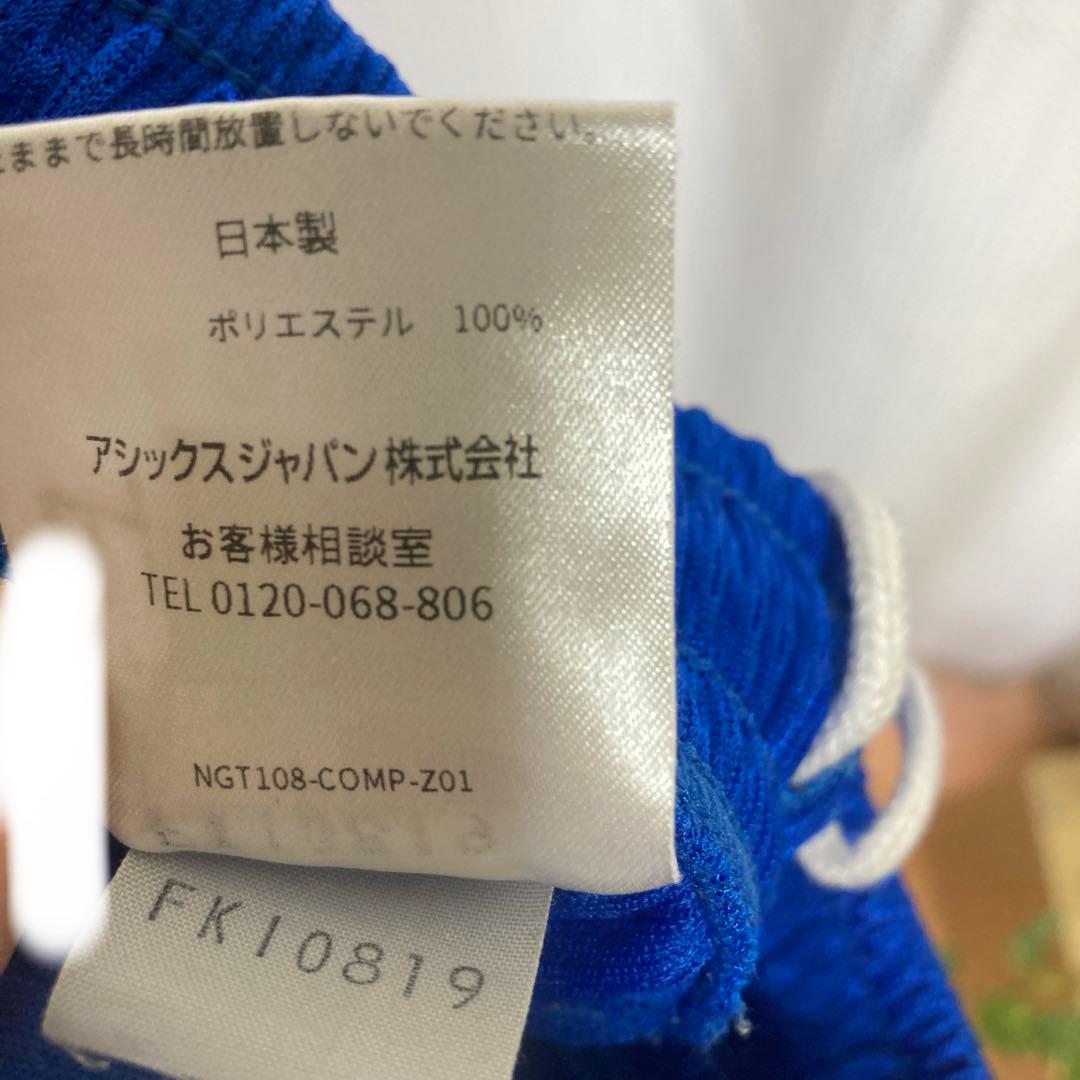 ままで長時間放置しないでください。
日本製
ポリエステル 100%
アシックスジャパン株式会社
お客様相談室
TEL 0120-068-806
NGT108-COMP-Z01
FK10819